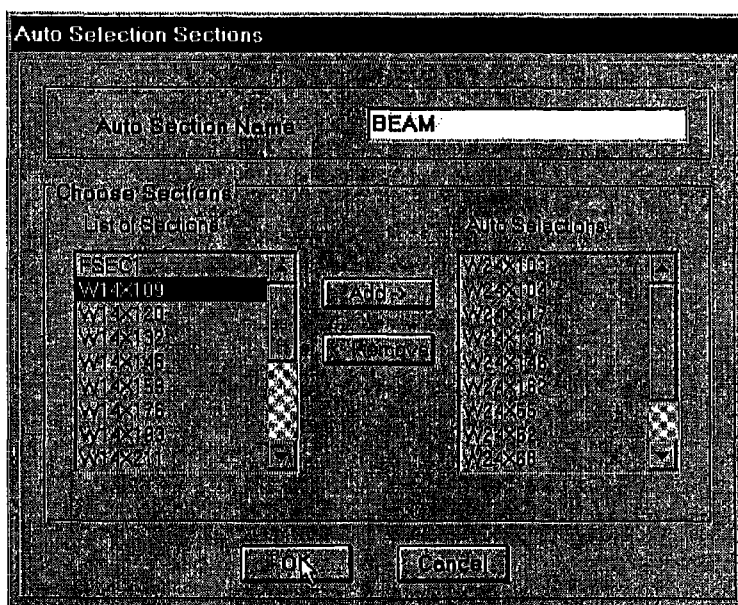 Auto Selection Sections
Auto Section Name
BEAM
Choose Sections
List of Sections
Auto Selections
FSEC1
W14X109
W14X120
W14X132
W14X145
W14X159
W14X176
W14X193
W14X211
Add ->
<- Remove
W24X103
W24X104
W24X117
W24X131
W24X146
W24X162
W24X55
W24X62
W24X68
OK
Cancel